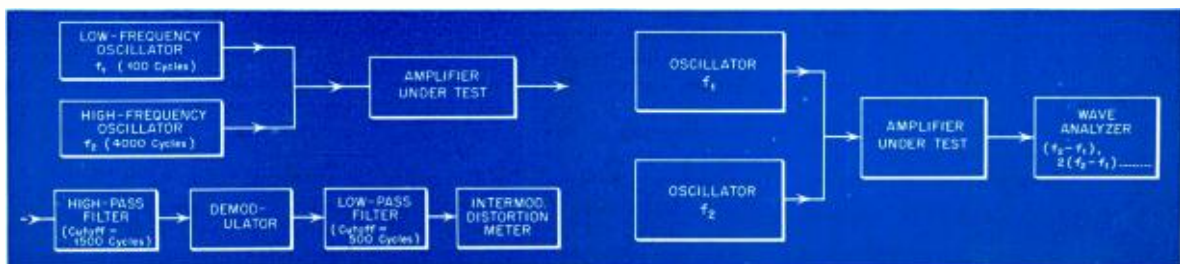 LOW-FREQUENCY
OSCILLATOR
f₁ (100 Cycles)
HIGH-FREQUENCY
OSCILLATOR
f₂ (4000 Cycles)
AMPLIFIER
UNDER TEST
HIGH-PASS
FILTER
(Cutoff =
1500 Cycles)
DEMOD-
ULATOR
LOW-PASS
FILTER
(Cutoff =
500 Cycles)
INTERMOD.
DISTORTION
METER
OSCILLATOR
f₁
OSCILLATOR
f₂
AMPLIFIER
UNDER TEST
WAVE
ANALYZER
(f₂-f₁),
2(f₂-f₁)........